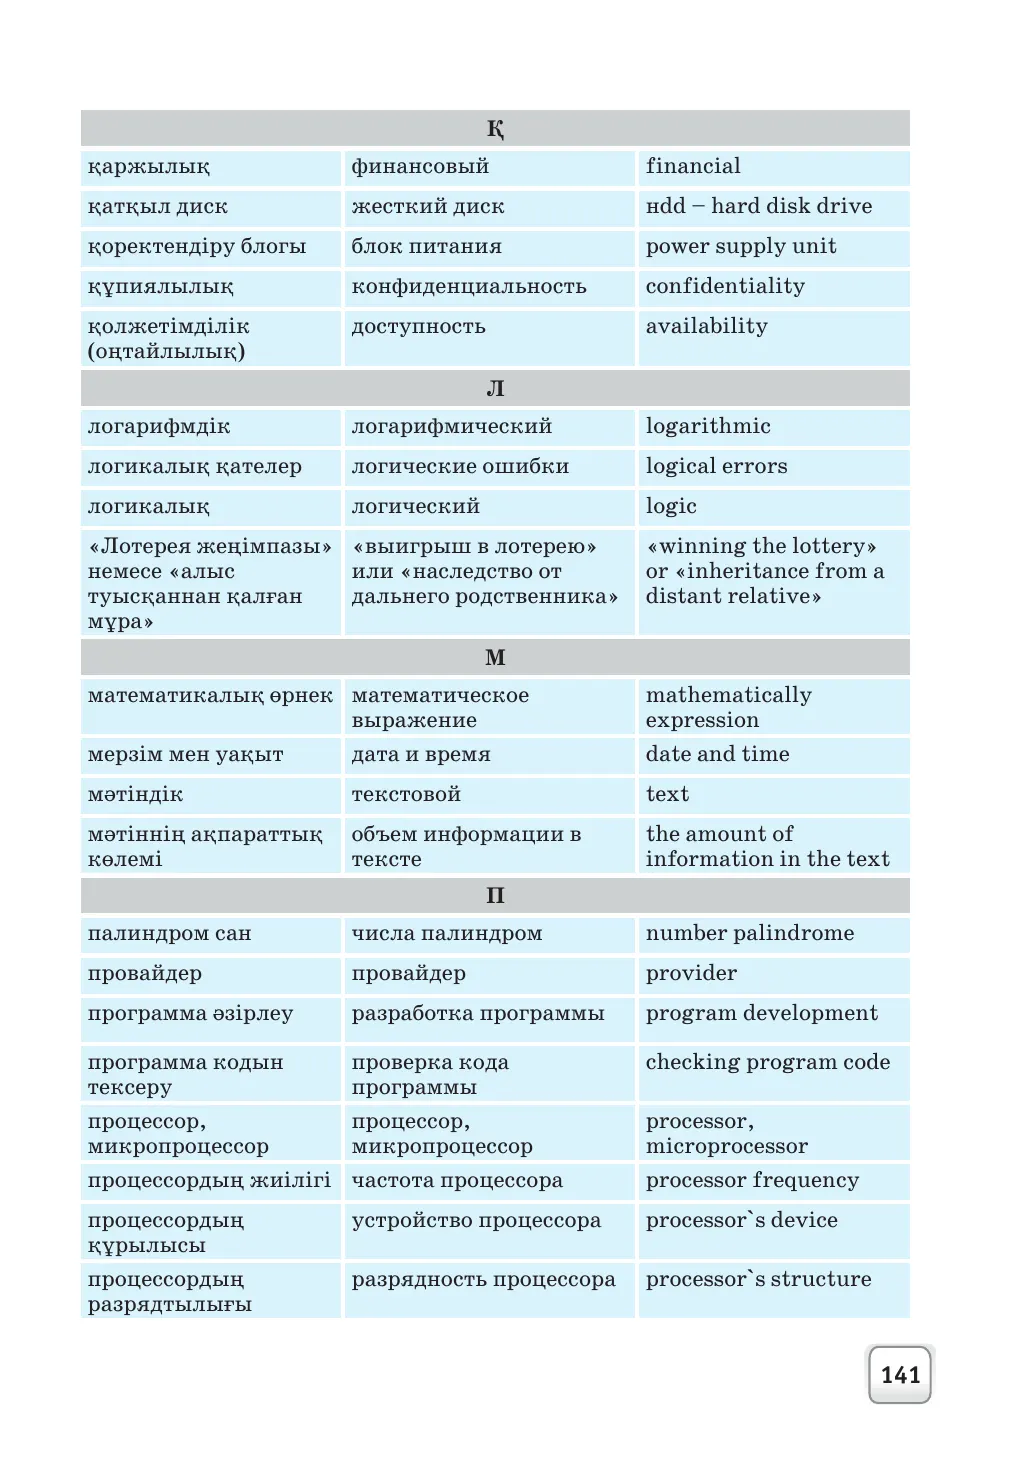 Қ
қаржылық финансовый financial
қатқыл диск жесткий диск нdd – hard disk drive
қоректендіру блогы блок питания power supply unit
құпиялылық конфиденциальность confidentiality
қолжетімділік доступность availability
(оңтайлылық)
Л
логарифмдік логарифмический logarithmic
логикалық қателер логические ошибки logical errors
логикалық логический logic
«Лотерея жеңімпазы» «выигрыш в лотерею» «winning the lottery»
немесе «алыс или «наследство от or «inheritance from a
туысқаннан қалған дальнего родственника» distant relative»
мұра»
М
математикалық өрнек математическое mathematically
выражение expression
мерзім мен уақыт дата и время date and time
мәтіндік текстовой text
мәтіннің ақпараттық объем информации в the amount of
көлемі тексте information in the text
П
палиндром сан числа палиндром number palindrome
провайдер провайдер provider
программа әзірлеу разработка программы program development
программа кодын проверка кода checking program code
тексеру программы
процессор, процессор, processor,
микропроцессор микропроцессор microprocessor
процессордың жиілігі частота процессора processor frequency
процессордың устройство процессора processor`s device
құрылысы
процессордың разрядность процессора processor`s structure
разрядтылығы
141